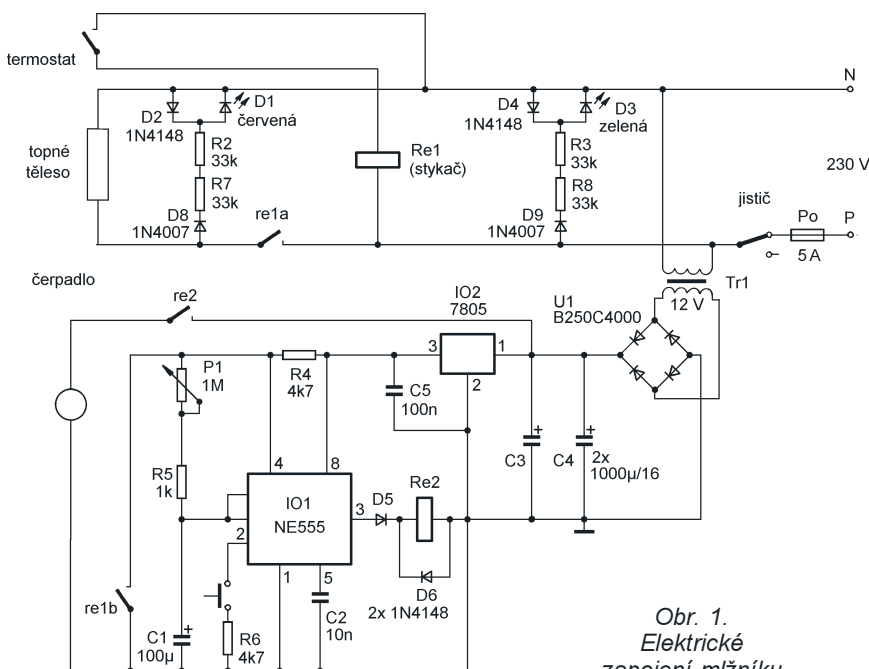 termostat
N
D2
1N4148
D1
červená
D4
1N4148
D3
zelená
topné
těleso
R2
33k
Re1
(stykač)
R3
33k
230 V
R7
33k
R8
33k
jistič
D8
1N4007
re1a
D9
1N4007
Po
P
5 A
čerpadlo
Tr1
re2
IO2
7805
U1
B250C4000
12 V
3
1
P1
1M
R4
4k7
2
C5
100n
+
+
C3
C4
2x
1000µ/16
R5
1k
4
8
IO1
NE555
3
D5
Re2
2
1
5
D6
2x 1N4148
re1b
C1
100µ
+
R6
4k7
C2
10n
Obr. 1.
Elektrické
zapojení mlžníku